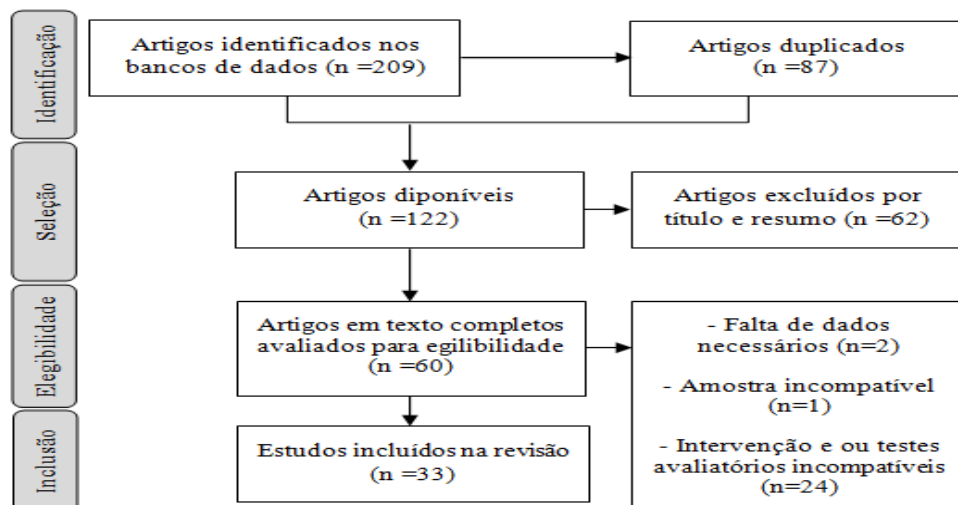 Identificação
Artigos identificados nos
bancos de dados (n =209)
Artigos duplicados
(n =87)
Seleção
Artigos diponíveis
(n =122)
Artigos excluídos por
título e resumo (n =62)
Elegibilidade
Artigos em texto completos
avaliados para egilibilidade
(n =60)
- Falta de dados
necessários (n=2)
- Amostra incompatível
(n=1)
- Intervenção e ou testes
avaliatórios incompatíveis
(n=24)
Inclusão
Estudos incluídos na revisão
(n =33)